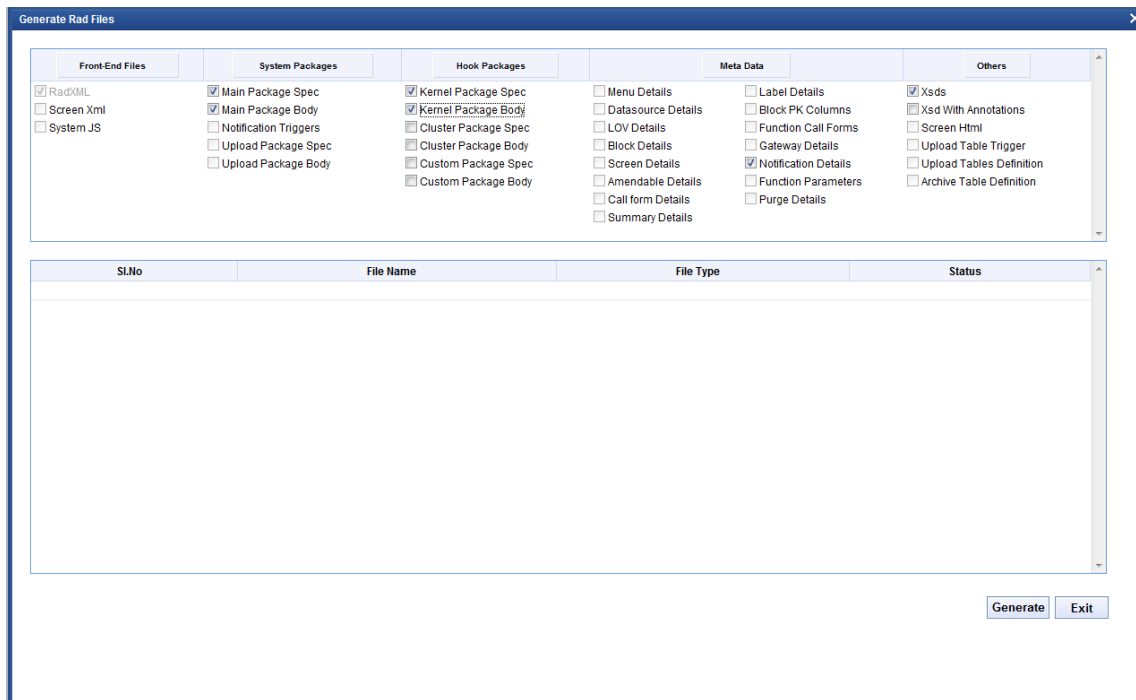 Generate Rad Files
Front-End Files System Packages Hook Packages Meta Data Others
RadXML Main Package Spec Kernel Package Spec Menu Details Label Details Xsds
Screen Xml Main Package Body Kernel Package Body Datasource Details Block PK Columns Xsd With Annotations
System JS Notification Triggers Cluster Package Spec LOV Details Function Call Forms Screen Html
Upload Package Spec Cluster Package Body Block Details Gateway Details Upload Table Trigger
Upload Package Body Custom Package Spec Screen Details Notification Details Upload Tables Definition
Custom Package Body Amendable Details Function Parameters Archive Table Definition
Call form Details Purge Details
Summary Details
Sl.No File Name File Type Status
Generate Exit